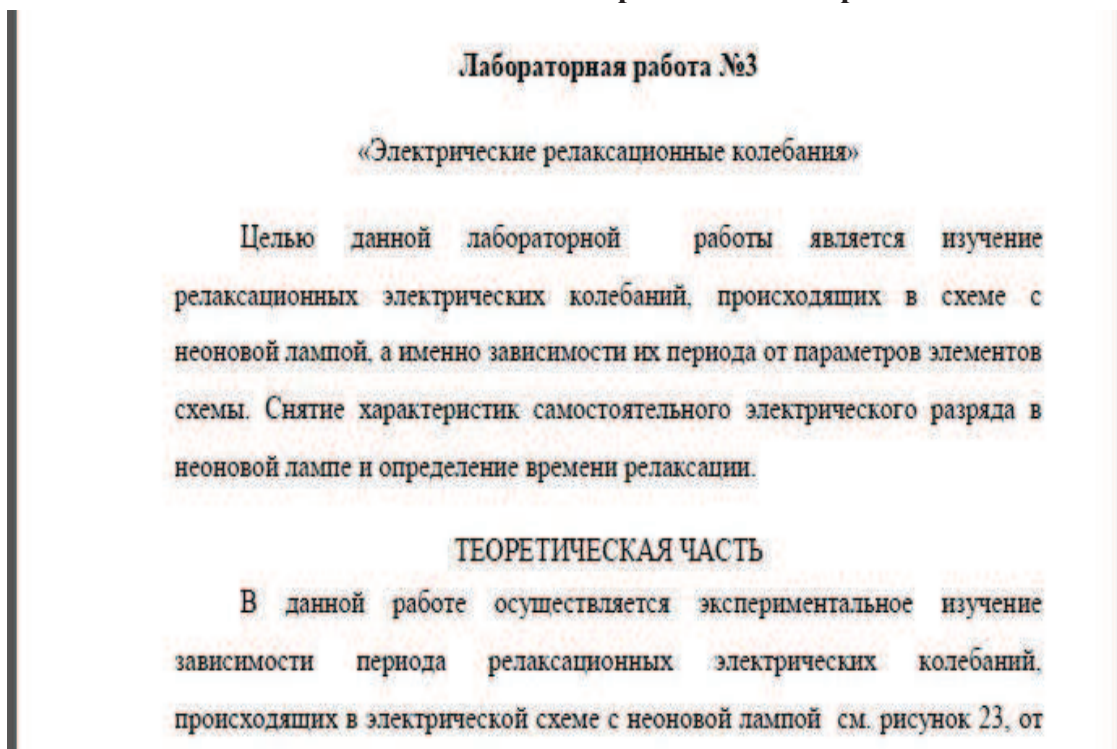 Лабораторная работа №3
«Электрические релаксационные колебания»
Целью данной лабораторной работы является изучение
релаксационных электрических колебаний, происходящих в схеме с
неоновой лампой, а именно зависимости их периода от параметров элементов
схемы. Снятие характеристик самостоятельного электрического разряда в
неоновой лампе и определение времени релаксации.
ТЕОРЕТИЧЕСКАЯ ЧАСТЬ
В данной работе осуществляется экспериментальное изучение
зависимости периода релаксационных электрических колебаний,
происходящих в электрической схеме с неоновой лампой см. рисунок 23, от